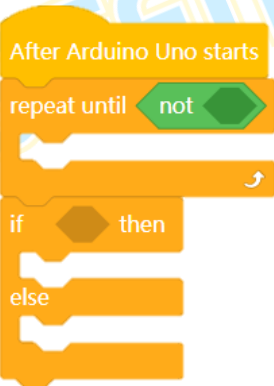 After Arduino Uno starts
repeat until not
if then
else